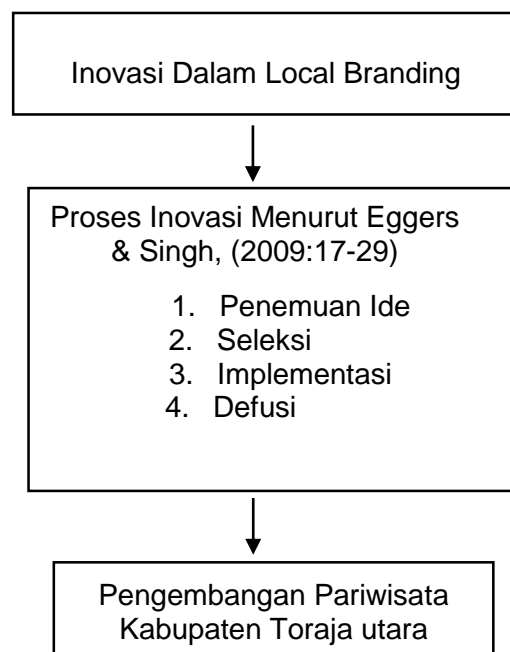 Inovasi Dalam Local Branding
Proses Inovasi Menurut Eggers
& Singh, (2009:17-29)
1. Penemuan Ide
2. Seleksi
3. Implementasi
4. Defusi
Pengembangan Pariwisata
Kabupaten Toraja utara